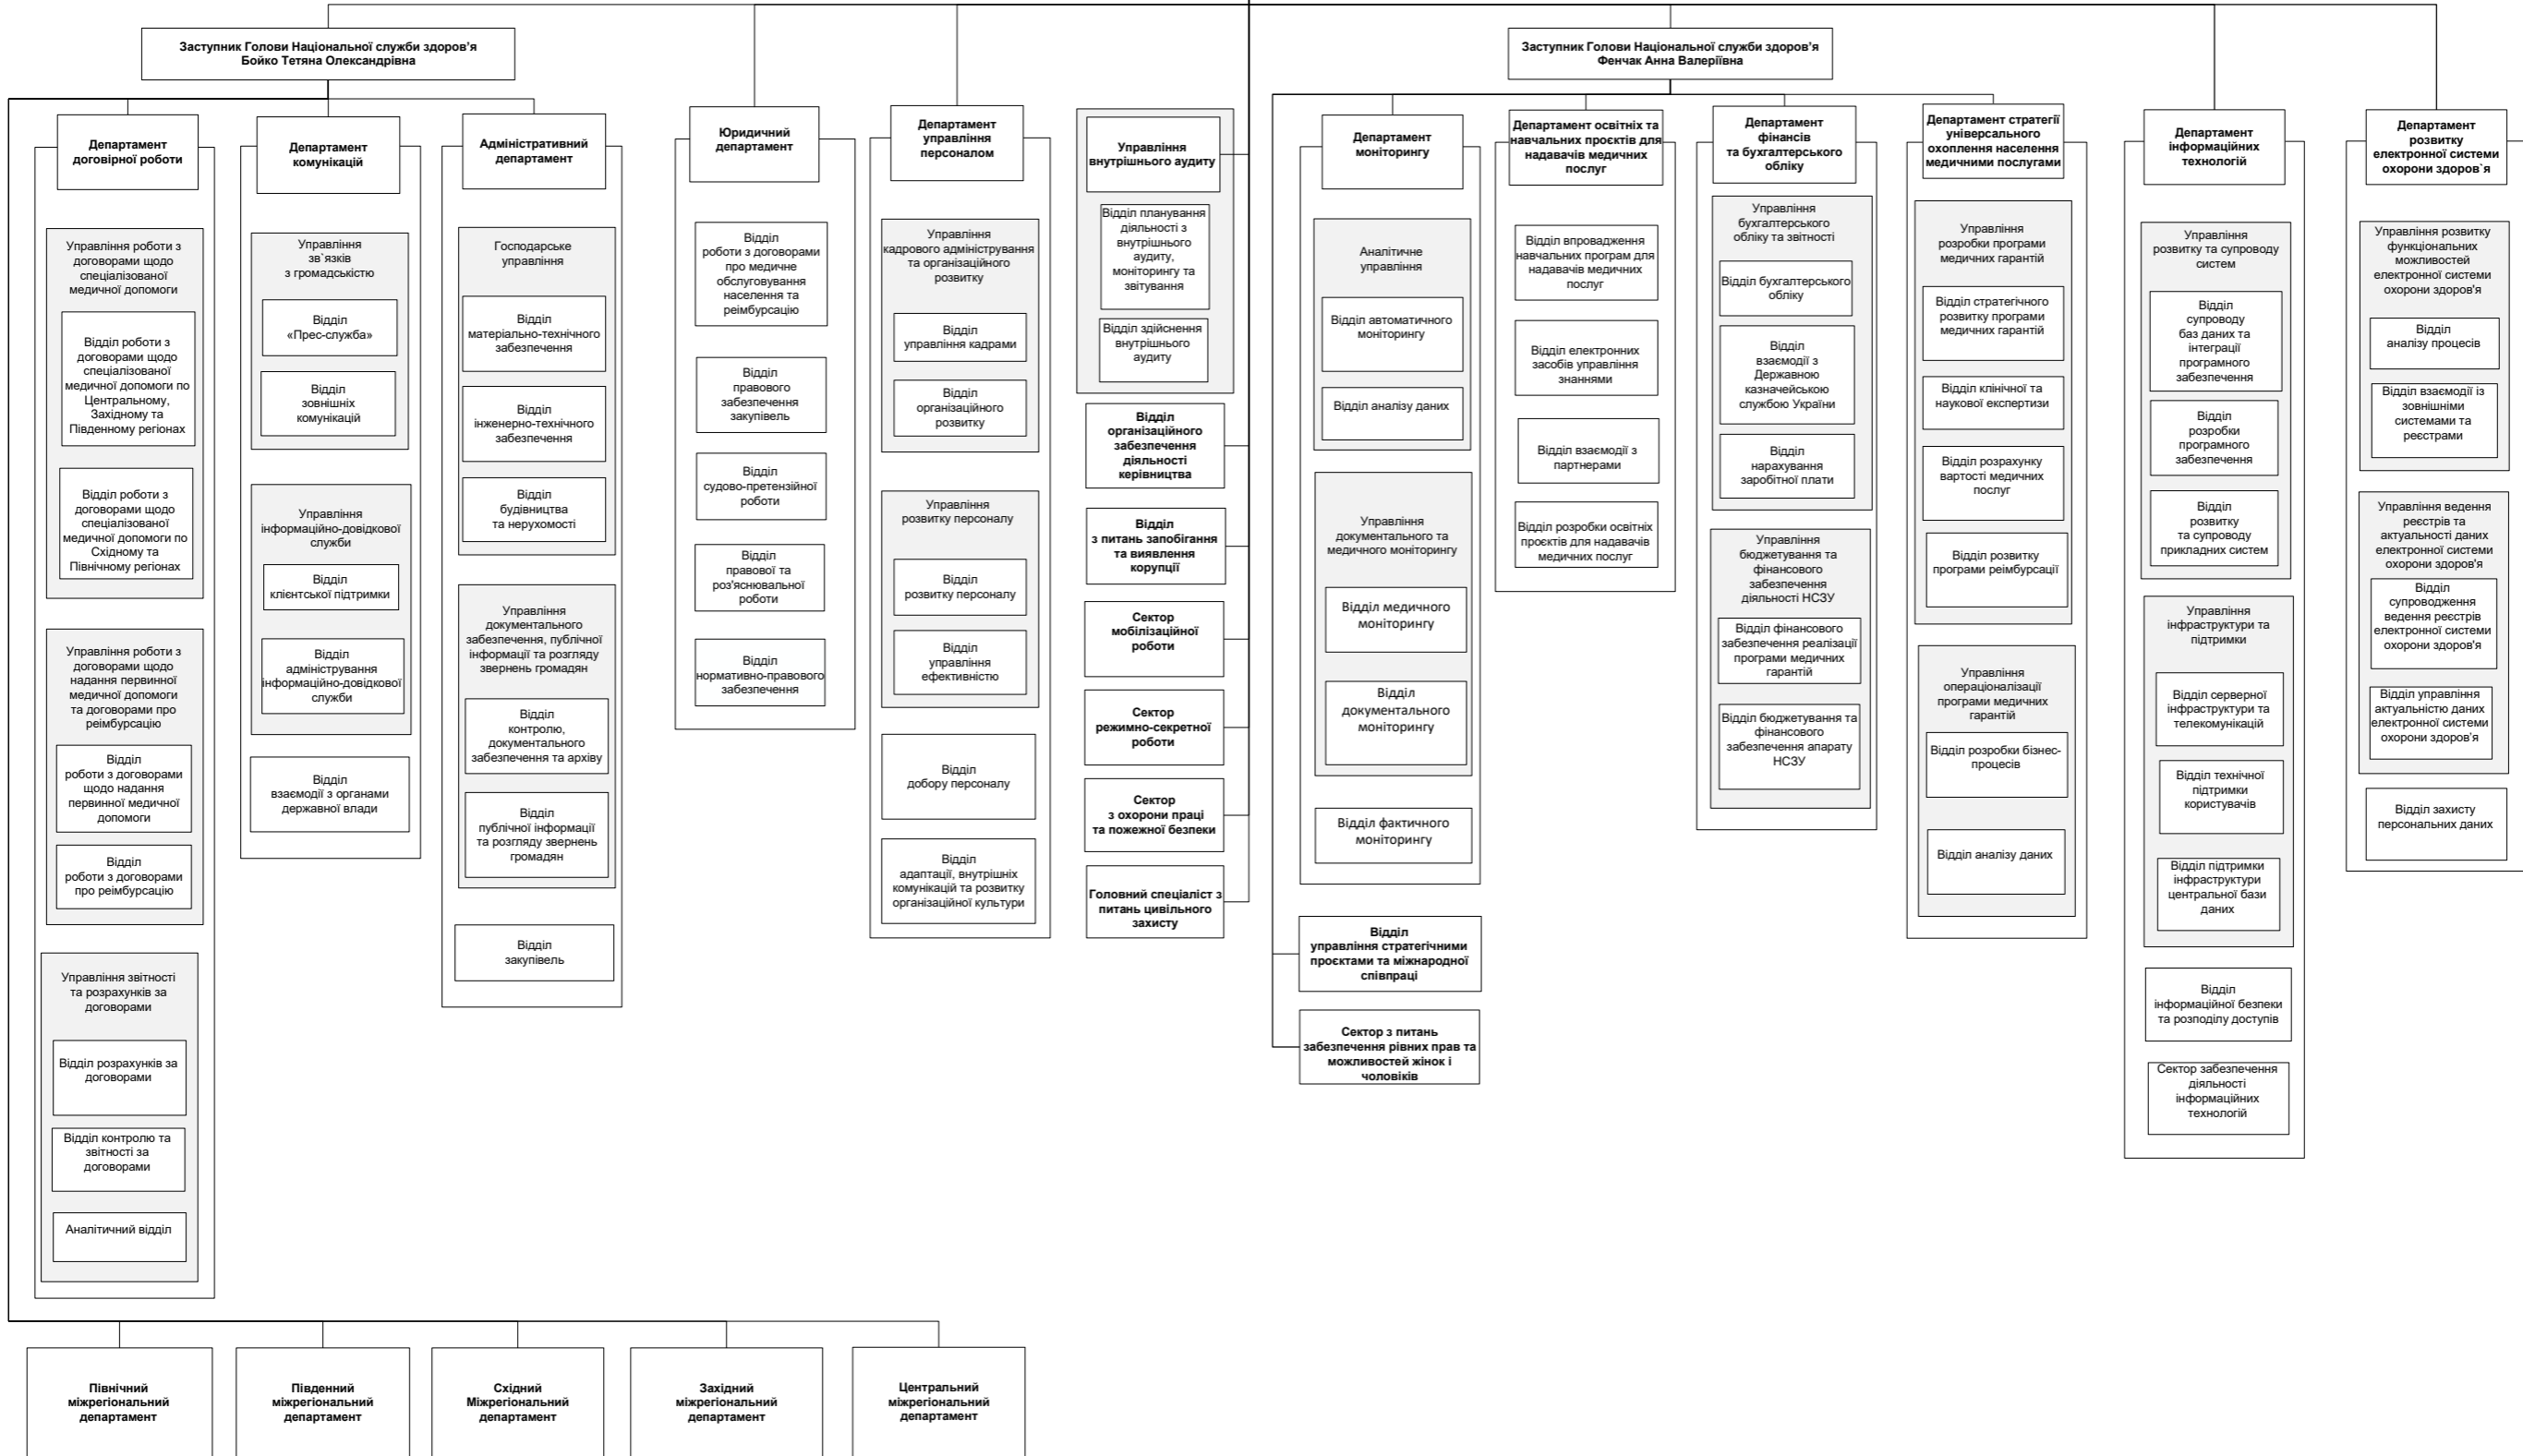 Заступник Голови Національної служби здоров'я
Бойко Тетяна Олександрівна
Заступник Голови Національної служби здоров'я
Фенчак Анна Валеріївна
Департамент
договірної роботи
Управління роботи з
договорами щодо
спеціалізованої
медичної допомоги
Відділ роботи з
договорами щодо
спеціалізованої
медичної допомоги по
Центральному,
Західному та
Південному регіонах
Відділ роботи з
договорами щодо
спеціалізованої
медичної допомоги по
Східному та
Північному регіонах
Управління роботи з
договорами щодо
надання первинної
медичної допомоги
та договорами про
реімбурсацію
Відділ
роботи з договорами
щодо надання
первинної медичної
допомоги
Відділ
роботи з договорами
про реімбурсацію
Управління звітності
та розрахунків за
договорами
Відділ розрахунків за
договорами
Відділ контролю та
звітності за
договорами
Аналітичний відділ
Департамент
комунікацій
Управління
зв`язків
з громадськістю
Відділ
«Прес-служба»
Відділ
зовнішніх
комунікацій
Управління
інформаційно-довідкової
служби
Відділ
клієнтської підтримки
Відділ
адміністрування
інформаційно-довідкової
служби
Відділ
взаємодії з органами
державної влади
Адміністративний
департамент
Господарське
управління
Відділ
матеріально-технічного
забезпечення
Відділ
інженерно-технічного
забезпечення
Відділ
будівництва
та нерухомості
Управління
документального
забезпечення, публічної
інформації та розгляду
звернень громадян
Відділ
контролю,
документального
забезпечення та архіву
Відділ
публічної інформації
та розгляду звернень
громадян
Відділ
закупівель
Юридичний
департамент
Відділ
роботи з договорами
про медичне
обслуговування
населення та
реімбурсацію
Відділ
правового
забезпечення
закупівель
Відділ
судово-претензійної
роботи
Відділ
правової та
роз'яснювальної
роботи
Відділ
нормативно-правового
забезпечення
Департамент
управління
персоналом
Управління
кадрового адміністрування
та організаційного
розвитку
Відділ
управління кадрами
Відділ
організаційного
розвитку
Управління
розвитку персоналу
Відділ
розвитку персоналу
Відділ
управління
ефективністю
Відділ
добору персоналу
Відділ
адаптації, внутрішніх
комунікацій та розвитку
організаційної культури
Управління
внутрішнього аудиту
Відділ планування
діяльності з
внутрішнього
аудиту,
моніторингу та
звітування
Відділ здійснення
внутрішнього
аудиту
Відділ
організаційного
забезпечення
діяльності
керівництва
Відділ
з питань запобігання
та виявлення
корупції
Сектор
мобілізаційної
роботи
Сектор
режимно-секретної
роботи
Сектор
з охорони праці
та пожежної безпеки
Головний спеціаліст з
питань цивільного
захисту
Департамент
моніторингу
Аналітичне
управління
Відділ автоматичного
моніторингу
Відділ аналізу даних
Управління
документального та
медичного моніторингу
Відділ медичного
моніторингу
Відділ
документального
моніторингу
Відділ фактичного
моніторингу
Відділ
управління стратегічними
проєктами та міжнародної
співпраці
Сектор з питань
забезпечення рівних прав та
можливостей жінок і
чоловіків
Департамент освітніх та
навчальних проєктів для
надавачів медичних
послуг
Відділ впровадження
навчальних програм для
надавачів медичних
послуг
Відділ електронних
засобів управління
знаннями
Відділ взаємодії з
партнерами
Відділ розробки освітніх
проєктів для надавачів
медичних послуг
Департамент
фінансів
та бухгалтерського
обліку
Управління
бухгалтерського
обліку та звітності
Відділ бухгалтерського
обліку
Відділ
взаємодії з
Державною
казначейською
службою України
Відділ
нарахування
заробітної плати
Управління
бюджетування та
фінансового
забезпечення
діяльності НСЗУ
Відділ фінансового
забезпечення реалізації
програми медичних
гарантій
Відділ бюджетування та
фінансового
забезпечення апарату
НСЗУ
Департамент стратегії
універсального
охоплення населення
медичними послугами
Управління
розробки програми
медичних гарантій
Відділ стратегічного
розвитку програми
медичних гарантій
Відділ клінічної та
наукової експертизи
Відділ розрахунку
вартості медичних
послуг
Відділ розвитку
програми реімбурсації
Управління
операціоналізації
програми медичних
гарантій
Відділ розробки бізнес-
процесів
Відділ аналізу даних
Департамент
інформаційних
технологій
Управління
розвитку та супроводу
систем
Відділ
супроводу
баз даних та
інтеграції
програмного
забезпечення
Відділ
розробки
програмного
забезпечення
Відділ
розвитку
та супроводу
прикладних систем
Управління
інфраструктури та
підтримки
Відділ серверної
інфраструктури та
телекомунікацій
Відділ технічної
підтримки
користувачів
Відділ підтримки
інфраструктури
центральної бази
даних
Відділ
інформаційної безпеки
та розподілу доступів
Сектор забезпечення
діяльності
інформаційних
технологій
Департамент
розвитку
електронної системи
охорони здоров`я
Управління розвитку
функціональних
можливостей
електронної системи
охорони здоров'я
Відділ
аналізу процесів
Відділ взаємодії із
зовнішніми
системами та
реєстрами
Управління ведення
реєстрів та
актуальності даних
електронної системи
охорони здоров'я
Відділ
супроводження
ведення реєстрів
електронної системи
охорони здоров'я
Відділ управління
актуальністю даних
електронної системи
охорони здоров'я
Відділ захисту
персональних даних
Північний
міжрегіональний
департамент
Південний
міжрегіональний
департамент
Східний
Міжрегіональний
департамент
Західний
міжрегіональний
департамент
Центральний
міжрегіональний
департамент